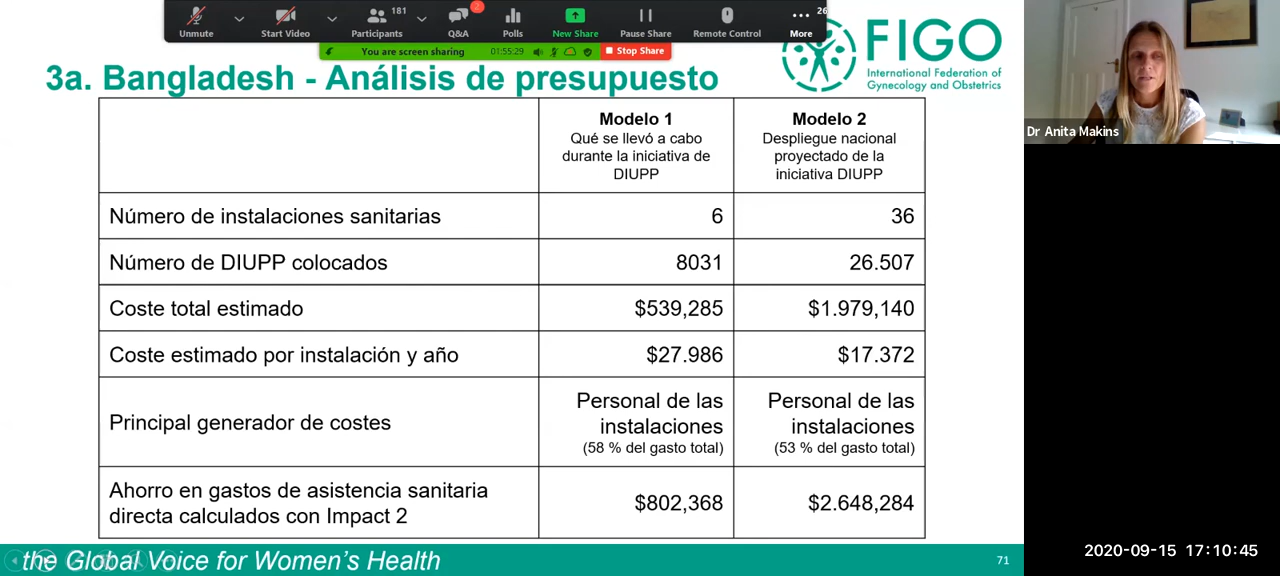 Unmute
Start Video
Participants
181
Q&A
2
Polls
New Share
Pause Share
Remote Control
More
26
You are screen sharing
01:55:29
Stop Share
FIGO
International Federation of
Gynecology and Obstetrics
Dr Anita Makins
3a. Bangladesh - Análisis de presupuesto
Modelo 1
Qué se llevó a cabo
durante la iniciativa de
DIUPP
Modelo 2
Despliegue nacional
proyectado de la
iniciativa DIUPP
Número de instalaciones sanitarias
6
36
Número de DIUPP colocados
8031
26.507
Coste total estimado
$539,285
$1.979,140
Coste estimado por instalación y año
$27.986
$17.372
Principal generador de costes
Personal de las
instalaciones
(58 % del gasto total)
Personal de las
instalaciones
(53 % del gasto total)
Ahorro en gastos de asistencia sanitaria
directa calculados con Impact 2
$802,368
$2.648,284
the Global Voice for Women's Health
71
2020-09-15 17:10:45